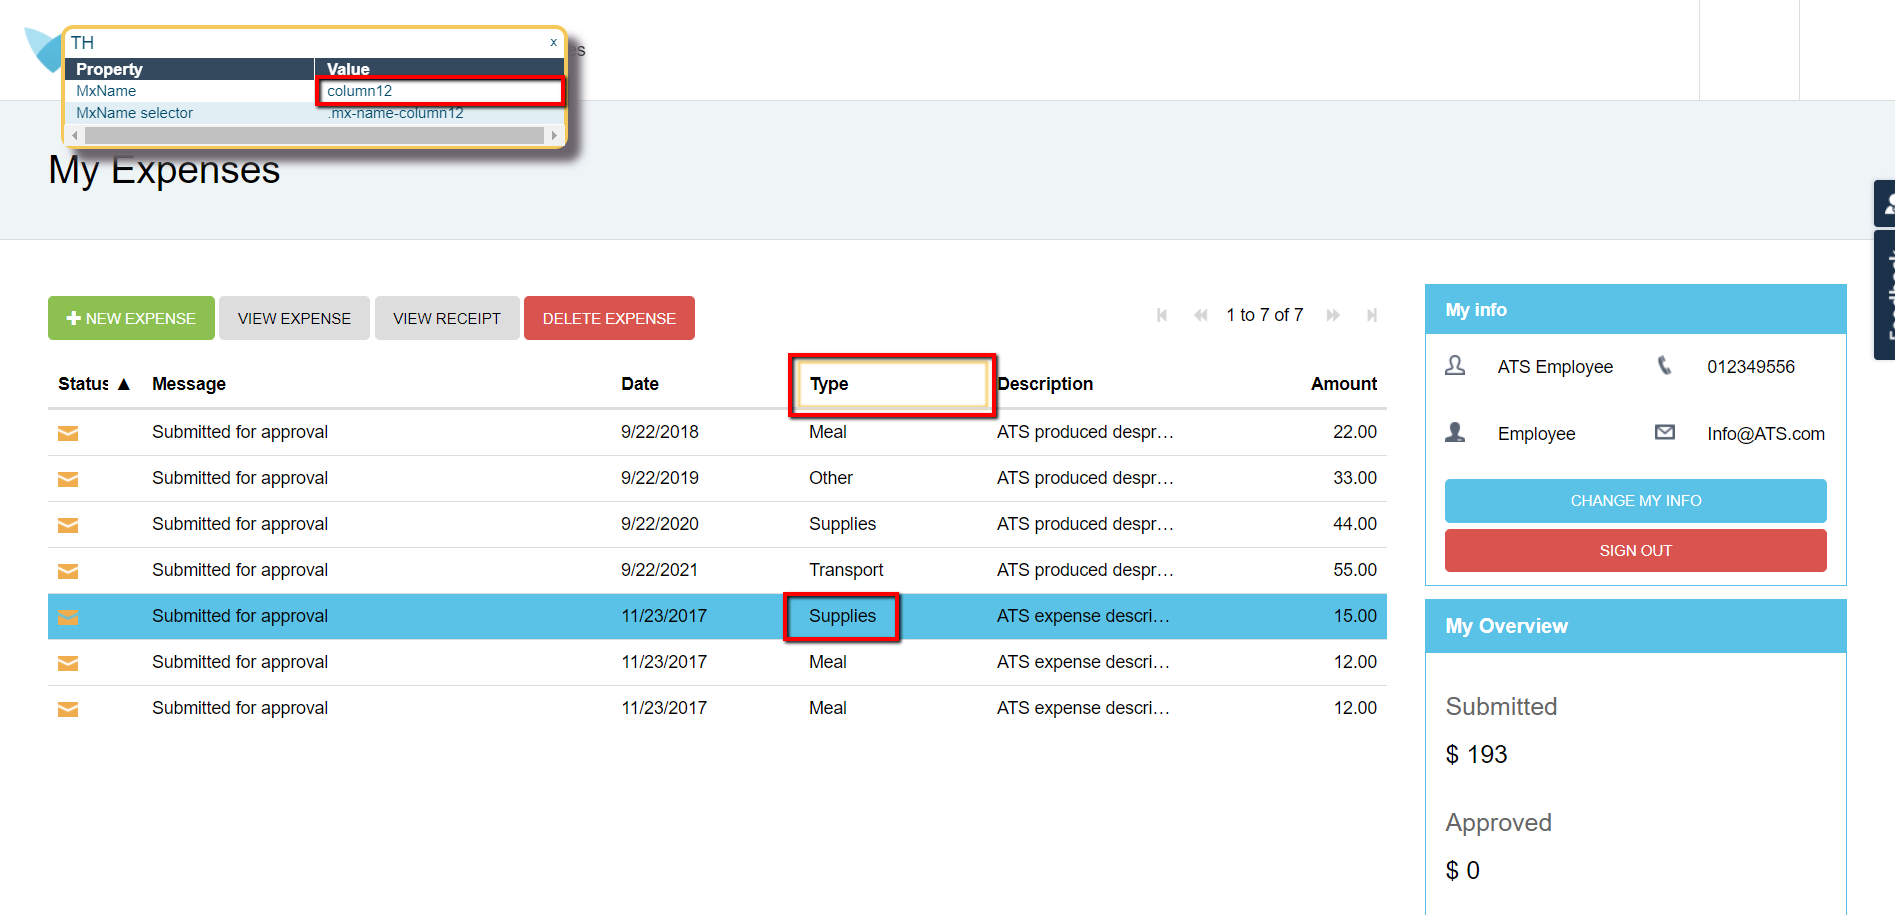 TH x
Property Value
MxName column12
MxName selector .mx-name-column12
es
My Expenses
NEW EXPENSE VIEW EXPENSE VIEW RECEIPT DELETE EXPENSE
1 to 7 of 7
Status ▲ Message Date Type Description Amount
Submitted for approval 9/22/2018 Meal ATS produced despr… 22.00
Submitted for approval 9/22/2019 Other ATS produced despr… 33.00
Submitted for approval 9/22/2020 Supplies ATS produced despr… 44.00
Submitted for approval 9/22/2021 Transport ATS produced despr… 55.00
Submitted for approval 11/23/2017 Supplies ATS expense descri… 15.00
Submitted for approval 11/23/2017 Meal ATS expense descri… 12.00
Submitted for approval 11/23/2017 Meal ATS expense descri… 12.00
My info
ATS Employee 012349556
Employee Info@ATS.com
CHANGE MY INFO
SIGN OUT
My Overview
Submitted
$ 193
Approved
$ 0